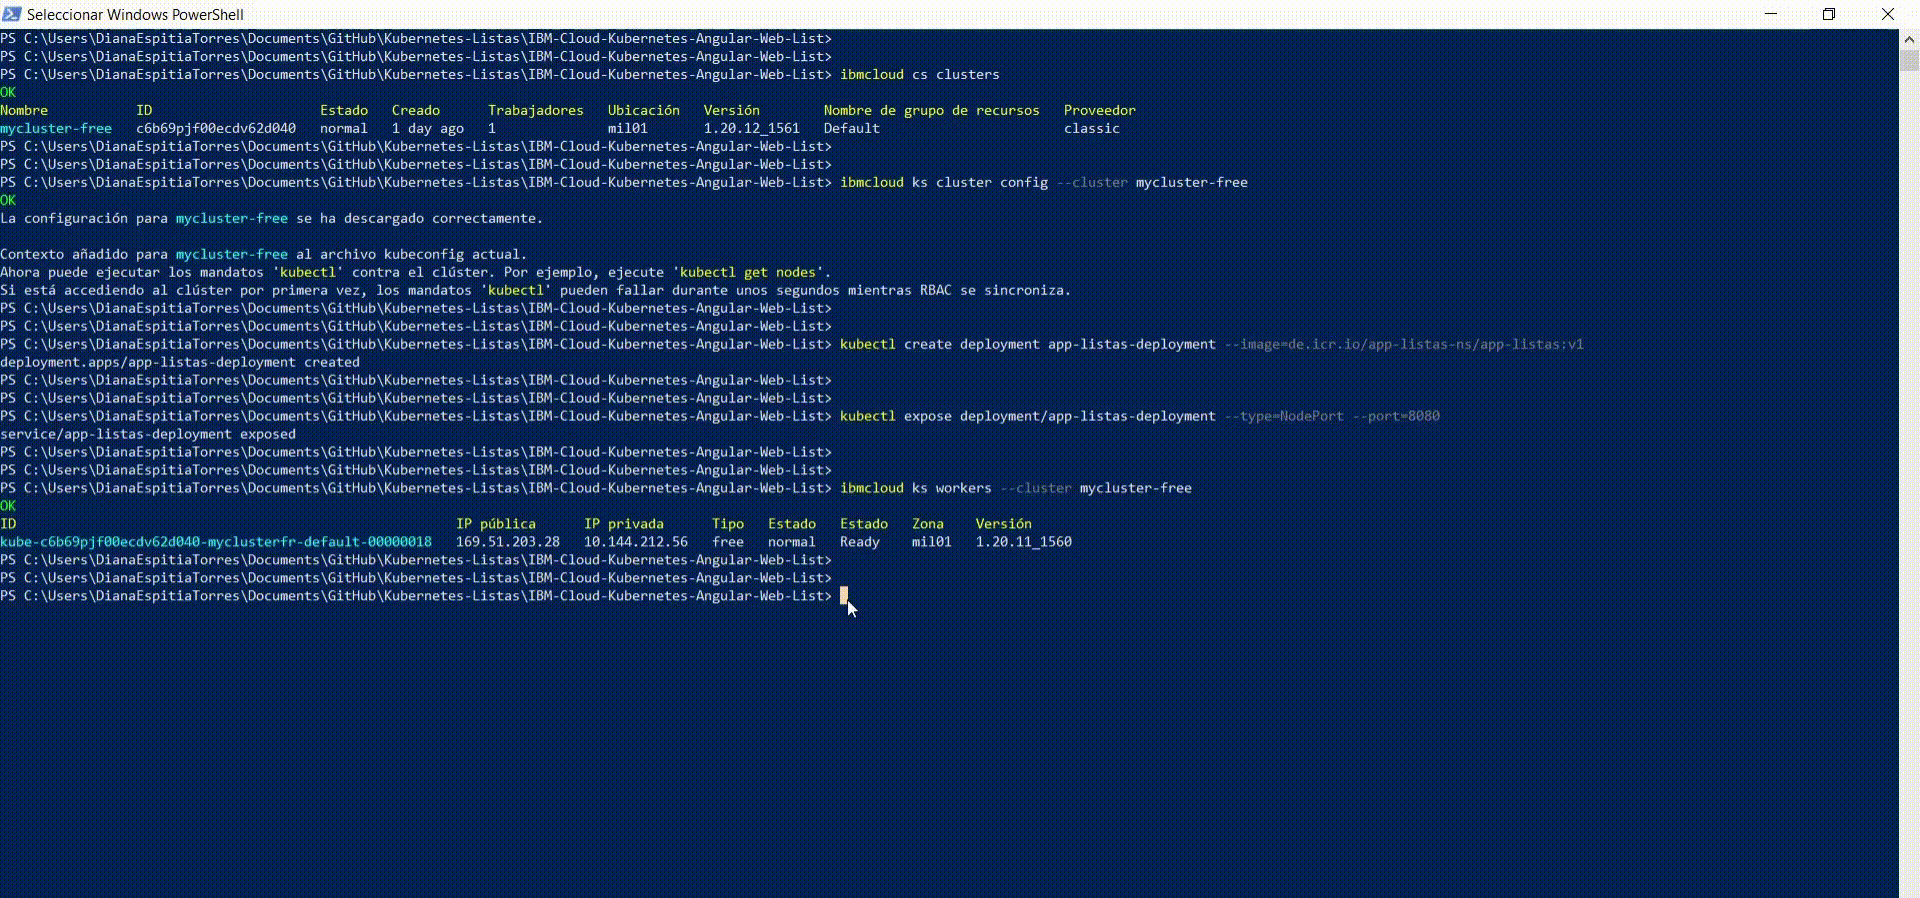 Seleccionar Windows PowerShell
PS C:\Users\DianaEspitiaTorres\Documents\GitHub\Kubernetes-Listas\IBM-Cloud-Kubernetes-Angular-Web-List>
PS C:\Users\DianaEspitiaTorres\Documents\GitHub\Kubernetes-Listas\IBM-Cloud-Kubernetes-Angular-Web-List>
PS C:\Users\DianaEspitiaTorres\Documents\GitHub\Kubernetes-Listas\IBM-Cloud-Kubernetes-Angular-Web-List> ibmcloud cs clusters
OK
Nombre ID Estado Creado Trabajadores Ubicación Versión Nombre de grupo de recursos Proveedor
mycluster-free c6b69pjf00ecdv62d040 normal 1 day ago 1 mil01 1.20.12_1561 Default classic
PS C:\Users\DianaEspitiaTorres\Documents\GitHub\Kubernetes-Listas\IBM-Cloud-Kubernetes-Angular-Web-List>
PS C:\Users\DianaEspitiaTorres\Documents\GitHub\Kubernetes-Listas\IBM-Cloud-Kubernetes-Angular-Web-List>
PS C:\Users\DianaEspitiaTorres\Documents\GitHub\Kubernetes-Listas\IBM-Cloud-Kubernetes-Angular-Web-List> ibmcloud ks cluster config --cluster mycluster-free
OK
La configuración para mycluster-free se ha descargado correctamente.
Contexto añadido para mycluster-free al archivo kubeconfig actual.
Ahora puede ejecutar los mandatos 'kubectl' contra el clúster. Por ejemplo, ejecute 'kubectl get nodes'.
Si está accediendo al clúster por primera vez, los mandatos 'kubectl' pueden fallar durante unos segundos mientras RBAC se sincroniza.
PS C:\Users\DianaEspitiaTorres\Documents\GitHub\Kubernetes-Listas\IBM-Cloud-Kubernetes-Angular-Web-List>
PS C:\Users\DianaEspitiaTorres\Documents\GitHub\Kubernetes-Listas\IBM-Cloud-Kubernetes-Angular-Web-List>
PS C:\Users\DianaEspitiaTorres\Documents\GitHub\Kubernetes-Listas\IBM-Cloud-Kubernetes-Angular-Web-List> kubectl create deployment app-listas-deployment --image=de.icr.io/app-listas-ns/app-listas:v1
deployment.apps/app-listas-deployment created
PS C:\Users\DianaEspitiaTorres\Documents\GitHub\Kubernetes-Listas\IBM-Cloud-Kubernetes-Angular-Web-List>
PS C:\Users\DianaEspitiaTorres\Documents\GitHub\Kubernetes-Listas\IBM-Cloud-Kubernetes-Angular-Web-List>
PS C:\Users\DianaEspitiaTorres\Documents\GitHub\Kubernetes-Listas\IBM-Cloud-Kubernetes-Angular-Web-List> kubectl expose deployment/app-listas-deployment --type=NodePort --port=8080
service/app-listas-deployment exposed
PS C:\Users\DianaEspitiaTorres\Documents\GitHub\Kubernetes-Listas\IBM-Cloud-Kubernetes-Angular-Web-List>
PS C:\Users\DianaEspitiaTorres\Documents\GitHub\Kubernetes-Listas\IBM-Cloud-Kubernetes-Angular-Web-List>
PS C:\Users\DianaEspitiaTorres\Documents\GitHub\Kubernetes-Listas\IBM-Cloud-Kubernetes-Angular-Web-List> ibmcloud ks workers --cluster mycluster-free
OK
ID IP pública IP privada Tipo Estado Estado Zona Versión
kube-c6b69pjf00ecdv62d040-myclusterfr-default-00000018 169.51.203.28 10.144.212.56 free normal Ready mil01 1.20.11_1560
PS C:\Users\DianaEspitiaTorres\Documents\GitHub\Kubernetes-Listas\IBM-Cloud-Kubernetes-Angular-Web-List>
PS C:\Users\DianaEspitiaTorres\Documents\GitHub\Kubernetes-Listas\IBM-Cloud-Kubernetes-Angular-Web-List>
PS C:\Users\DianaEspitiaTorres\Documents\GitHub\Kubernetes-Listas\IBM-Cloud-Kubernetes-Angular-Web-List>